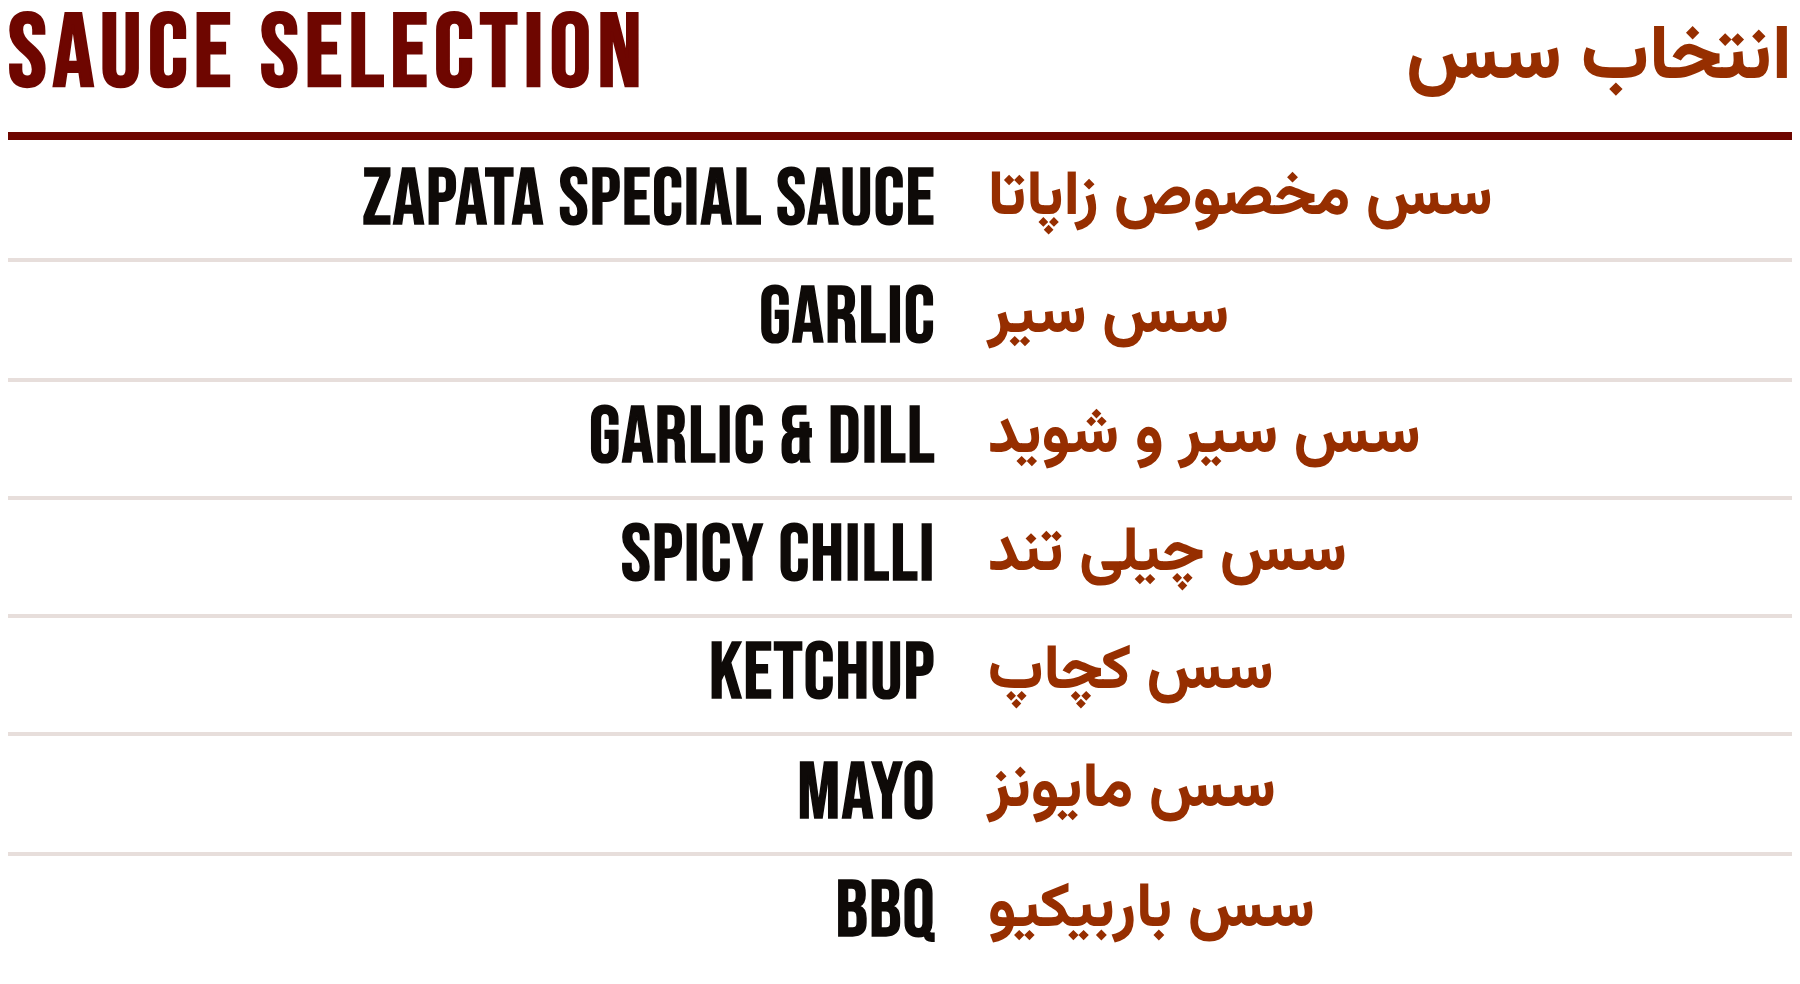 SAUCE SELECTION انتخاب سس
ZAPATA SPECIAL SAUCE سس مخصوص زاپاتا
GARLIC سس سیر
GARLIC & DILL سس سیر و شوید
SPICY CHILLI سس چیلی تند
KETCHUP سس کچاپ
MAYO سس مایونز
BBQ سس باربیکیو